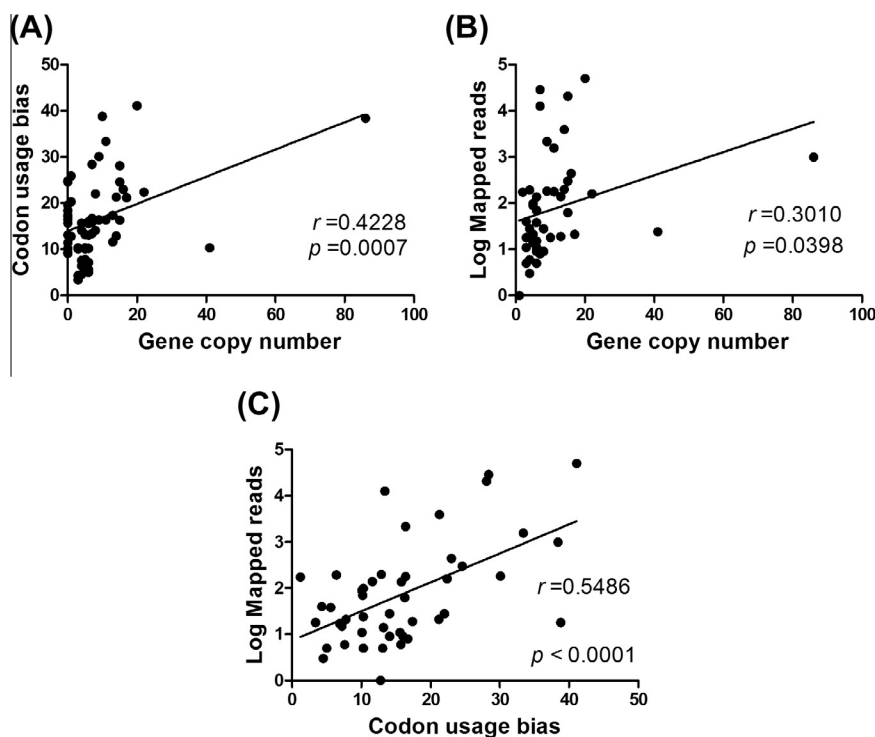 (A)
Codon usage bias
50
40
30
20
10
0
0 20 40 60 80 100
Gene copy number
r =0.4228
p =0.0007
(B)
Log Mapped reads
5
4
3
2
1
0
0 20 40 60 80 100
Gene copy number
r =0.3010
p =0.0398
(C)
Log Mapped reads
5
4
3
2
1
0
0 10 20 30 40 50
Codon usage bias
r =0.5486
p < 0.0001